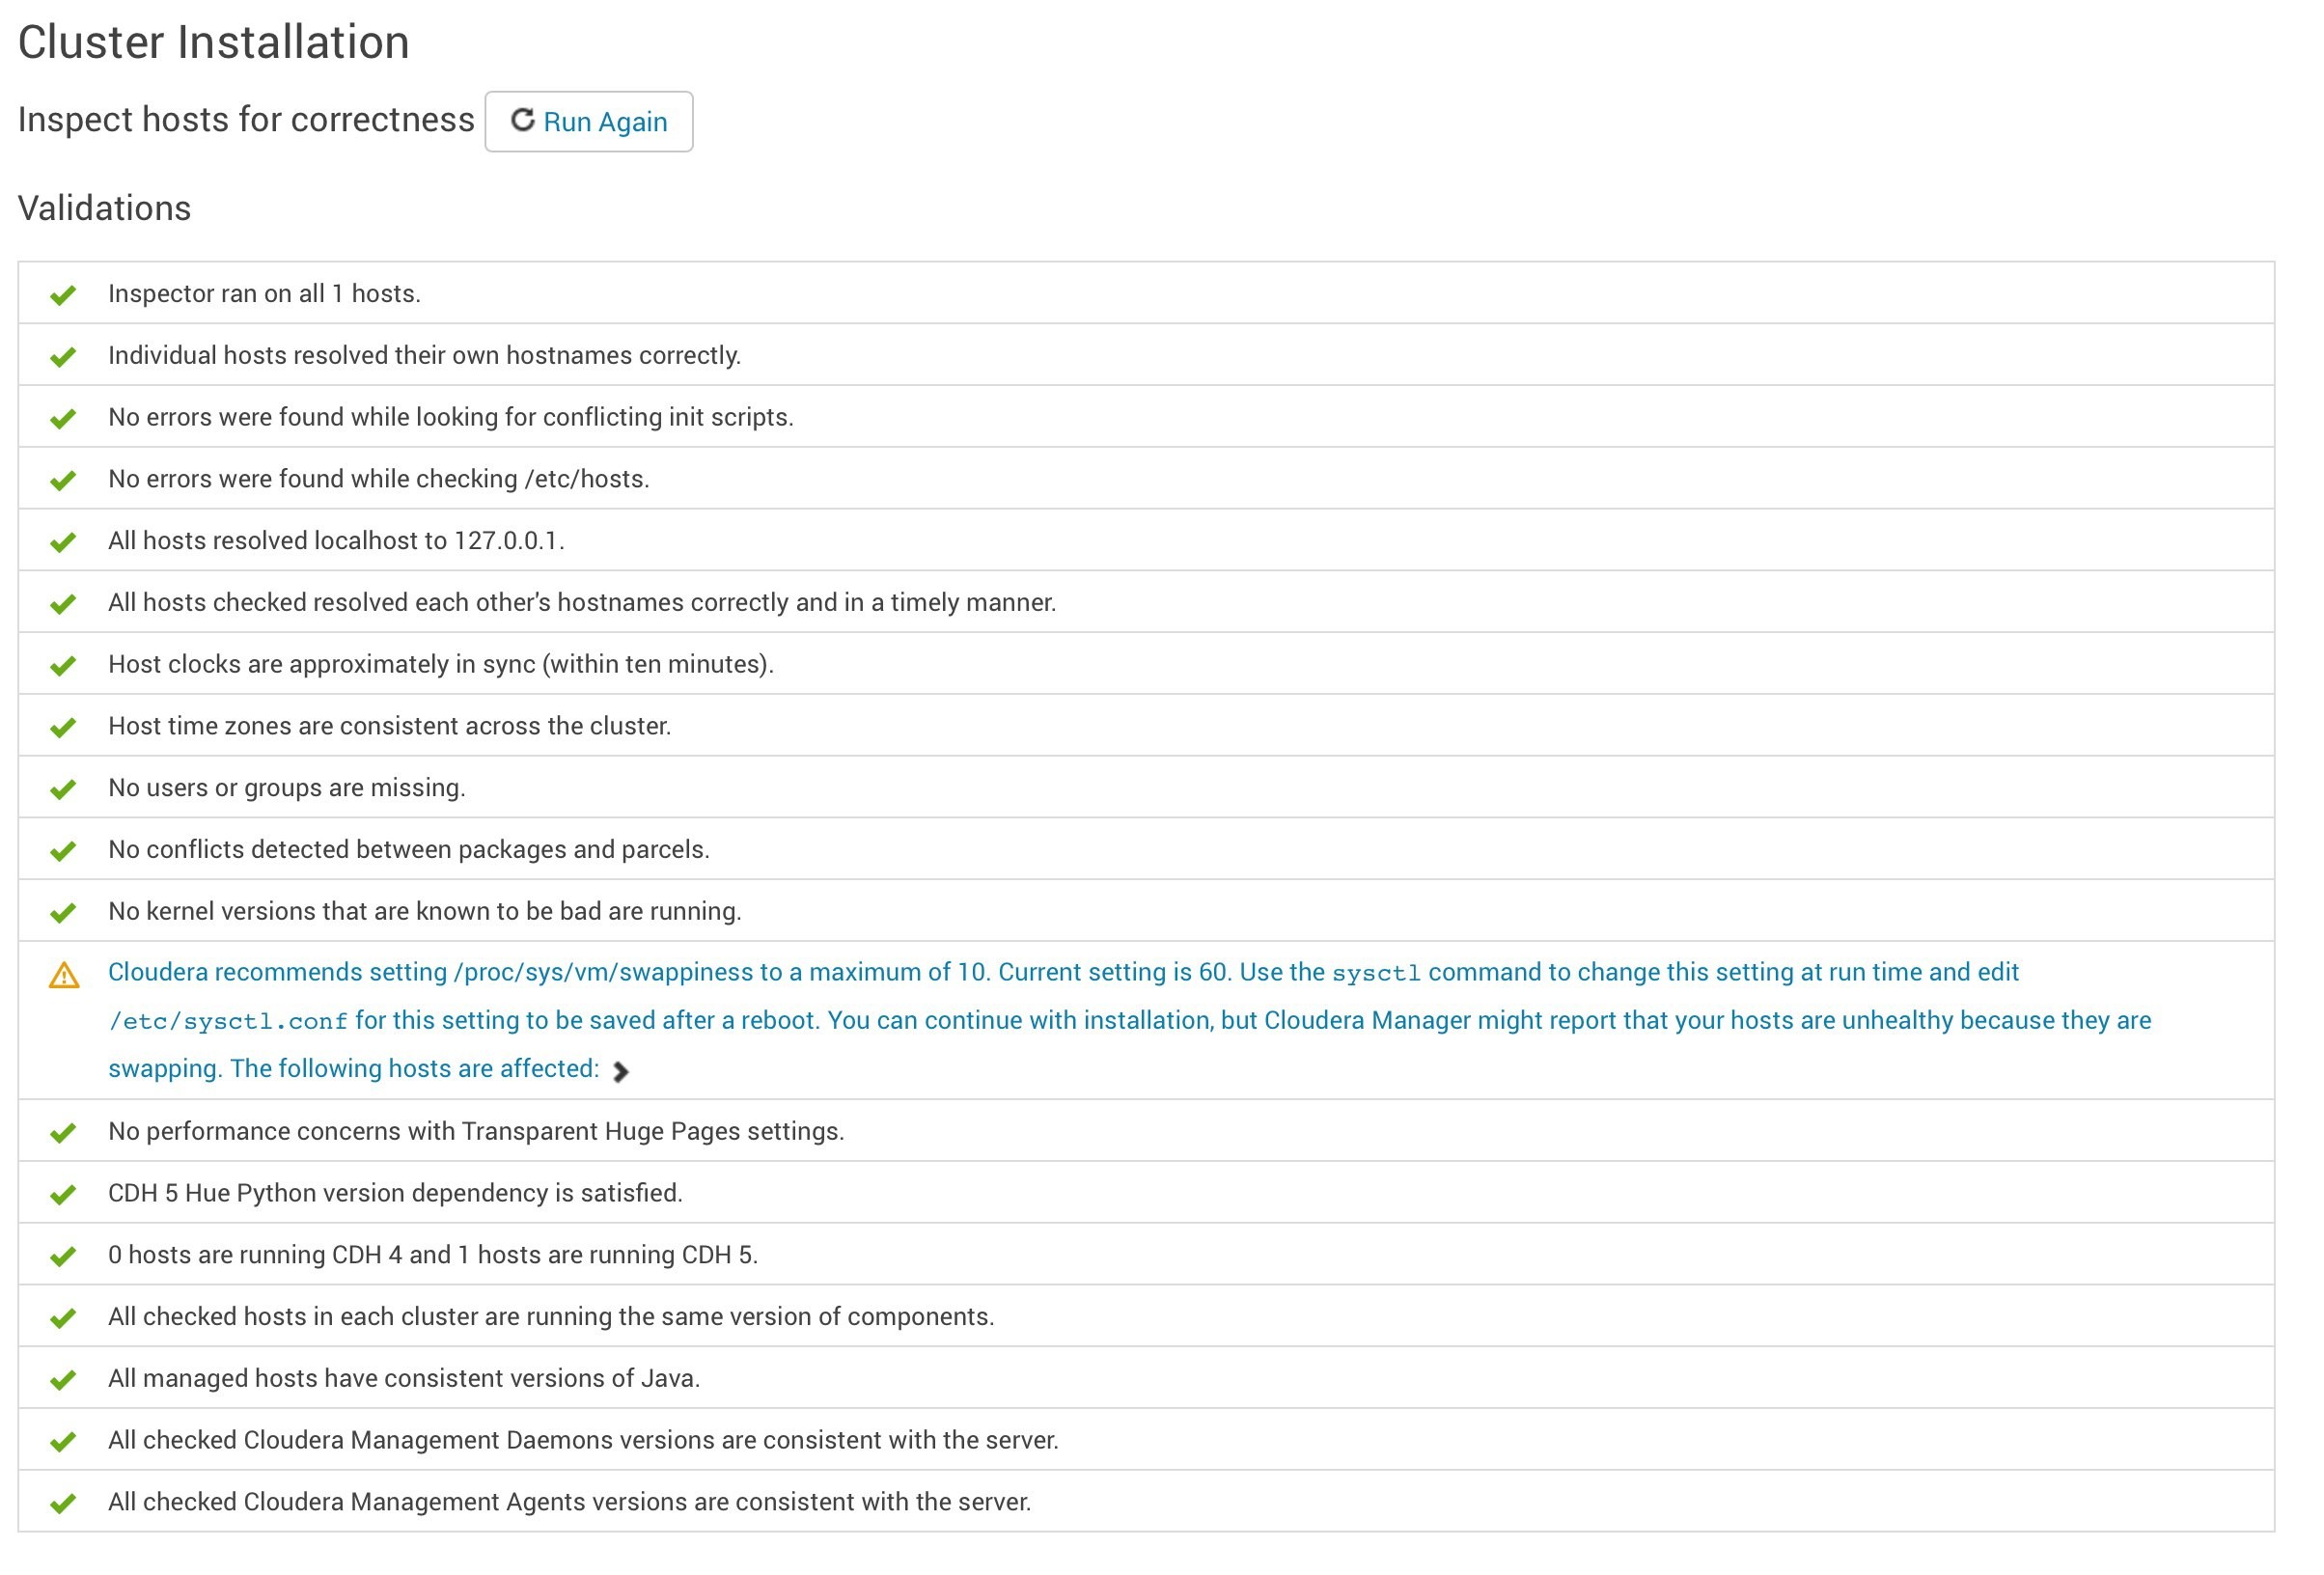 Cluster Installation
Inspect hosts for correctness Run Again
Validations
Inspector ran on all 1 hosts.
Individual hosts resolved their own hostnames correctly.
No errors were found while looking for conflicting init scripts.
No errors were found while checking /etc/hosts.
All hosts resolved localhost to 127.0.0.1.
All hosts checked resolved each other's hostnames correctly and in a timely manner.
Host clocks are approximately in sync (within ten minutes).
Host time zones are consistent across the cluster.
No users or groups are missing.
No conflicts detected between packages and parcels.
No kernel versions that are known to be bad are running.
Cloudera recommends setting /proc/sys/vm/swappiness to a maximum of 10. Current setting is 60. Use the sysctl command to change this setting at run time and edit
/etc/sysctl.conf for this setting to be saved after a reboot. You can continue with installation, but Cloudera Manager might report that your hosts are unhealthy because they are
swapping. The following hosts are affected:
No performance concerns with Transparent Huge Pages settings.
CDH 5 Hue Python version dependency is satisfied.
0 hosts are running CDH 4 and 1 hosts are running CDH 5.
All checked hosts in each cluster are running the same version of components.
All managed hosts have consistent versions of Java.
All checked Cloudera Management Daemons versions are consistent with the server.
All checked Cloudera Management Agents versions are consistent with the server.